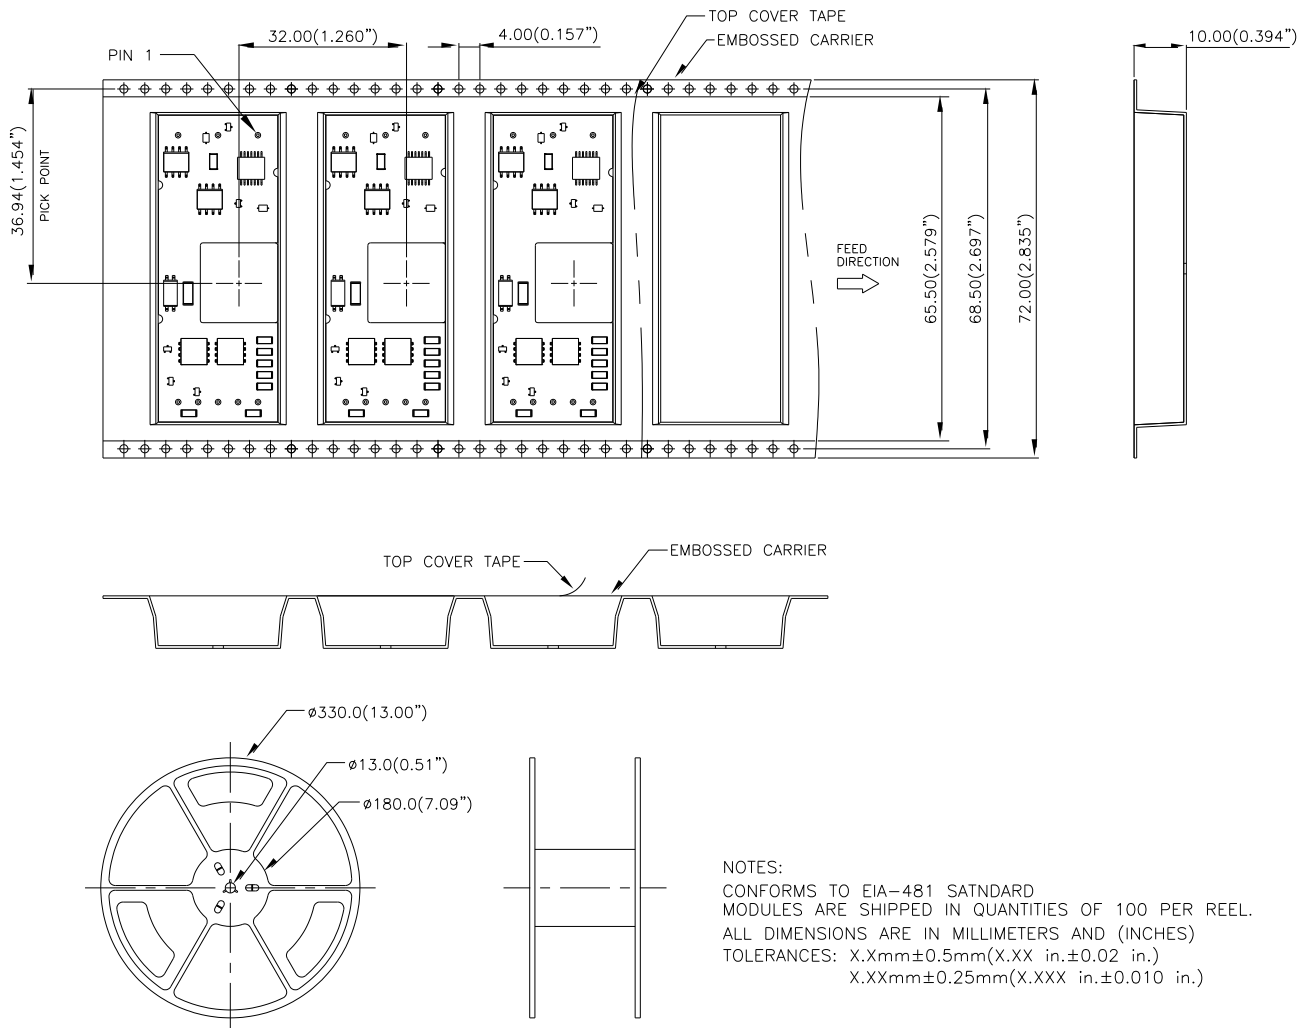 TOP COVER TAPE
EMBOSSED CARRIER
32.00(1.260”)
4.00(0.157”)
10.00(0.394”)
PIN 1
36.94(1.454”)
PICK POINT
FEED
DIRECTION
65.50(2.579”)
68.50(2.697”)
72.00(2.835”)
TOP COVER TAPE
EMBOSSED CARRIER
ø330.0(13.00”)
ø13.0(0.51”)
ø180.0(7.09”)
NOTES:
CONFORMS TO EIA-481 SATNDARD
MODULES ARE SHIPPED IN QUANTITIES OF 100 PER REEL.
ALL DIMENSIONS ARE IN MILLIMETERS AND (INCHES)
TOLERANCES: X.Xmm±0.5mm(X.XX in.±0.02 in.)
X.XXmm±0.25mm(X.XXX in.±0.010 in.)